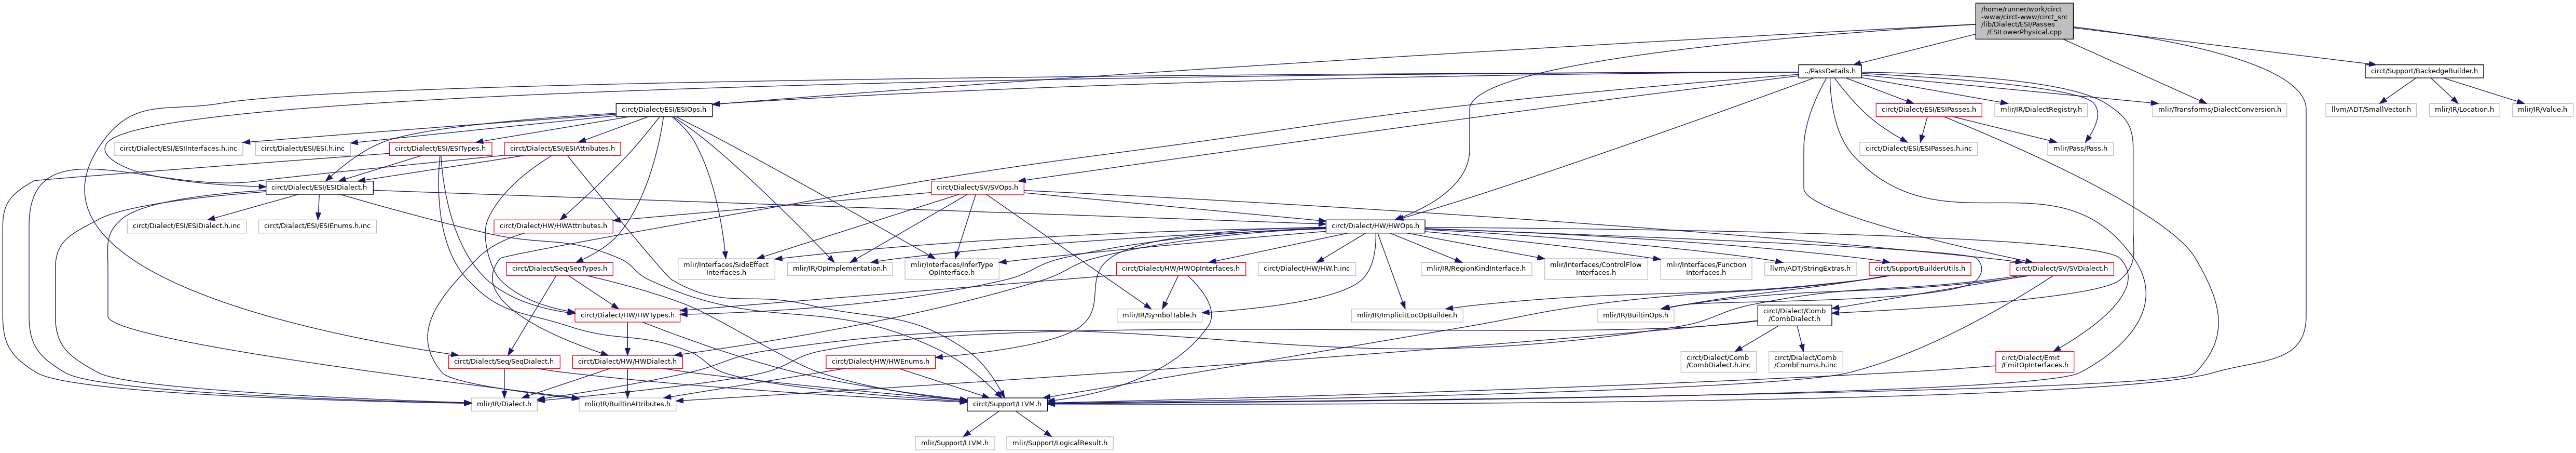 /home/runner/work/circt
-www/circt-www/circt_src
/lib/Dialect/ESI/Passes
/ESILowerPhysical.cpp
../PassDetails.h
circt/Support/BackedgeBuilder.h
circt/Dialect/ESI/ESIOps.h
circt/Dialect/ESI/ESIPasses.h
mlir/IR/DialectRegistry.h
mlir/Transforms/DialectConversion.h
llvm/ADT/SmallVector.h
mlir/IR/Location.h
mlir/IR/Value.h
circt/Dialect/ESI/ESIInterfaces.h.inc
circt/Dialect/ESI/ESI.h.inc
circt/Dialect/ESI/ESITypes.h
circt/Dialect/ESI/ESIAttributes.h
circt/Dialect/ESI/ESIPasses.h.inc
mlir/Pass/Pass.h
circt/Dialect/ESI/ESIDialect.h
circt/Dialect/SV/SVOps.h
circt/Dialect/ESI/ESIDialect.h.inc
circt/Dialect/ESI/ESIEnums.h.inc
circt/Dialect/HW/HWAttributes.h
circt/Dialect/HW/HWOps.h
circt/Dialect/Seq/SeqTypes.h
mlir/Interfaces/SideEffect
Interfaces.h
mlir/IR/OpImplementation.h
mlir/Interfaces/InferType
OpInterface.h
circt/Dialect/HW/HWOpInterfaces.h
circt/Dialect/HW/HW.h.inc
mlir/IR/RegionKindInterface.h
mlir/Interfaces/ControlFlow
Interfaces.h
mlir/Interfaces/Function
Interfaces.h
llvm/ADT/StringExtras.h
circt/Support/BuilderUtils.h
circt/Dialect/SV/SVDialect.h
circt/Dialect/HW/HWTypes.h
mlir/IR/SymbolTable.h
mlir/IR/ImplicitLocOpBuilder.h
mlir/IR/BuiltinOps.h
circt/Dialect/Comb
/CombDialect.h
circt/Dialect/Seq/SeqDialect.h
circt/Dialect/HW/HWDialect.h
circt/Dialect/HW/HWEnums.h
circt/Dialect/Comb
/CombDialect.h.inc
circt/Dialect/Comb
/CombEnums.h.inc
circt/Dialect/Emit
/EmitOpInterfaces.h
mlir/IR/Dialect.h
mlir/IR/BuiltinAttributes.h
circt/Support/LLVM.h
mlir/Support/LLVM.h
mlir/Support/LogicalResult.h